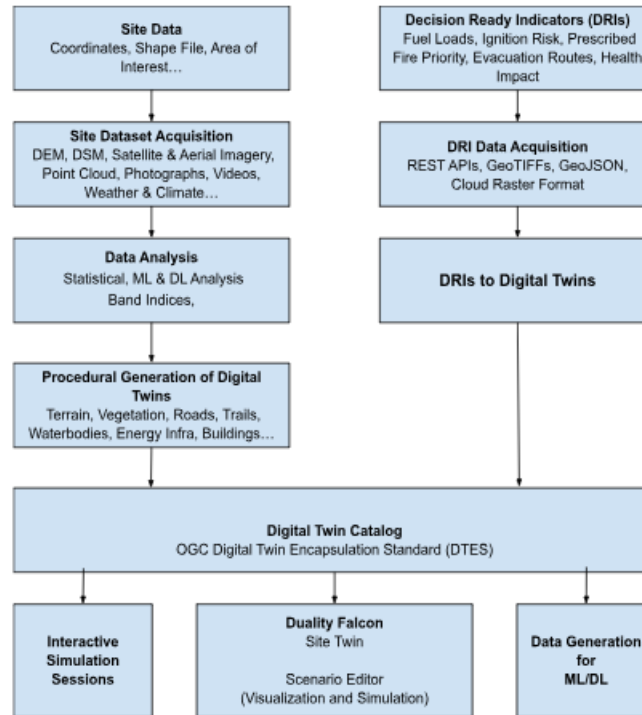 Site Data
Coordinates, Shape File, Area of
Interest…
Decision Ready Indicators (DRIs)
Fuel Loads, Ignition Risk, Prescribed
Fire Priority, Evacuation Routes, Health
Impact
Site Dataset Acquisition
DEM, DSM, Satellite & Aerial Imagery,
Point Cloud, Photographs, Videos,
Weather & Climate…
DRI Data Acquisition
REST APIs, GeoTIFFs, GeoJSON,
Cloud Raster Format
Data Analysis
Statistical, ML & DL Analysis
Band Indices,
DRIs to Digital Twins
Procedural Generation of Digital
Twins
Terrain, Vegetation, Roads, Trails,
Waterbodies, Energy Infra, Buildings…
Digital Twin Catalog
OGC Digital Twin Encapsulation Standard (DTES)
Interactive
Simulation
Sessions
Duality Falcon
Site Twin
Scenario Editor
(Visualization and Simulation)
Data Generation
for
ML/DL